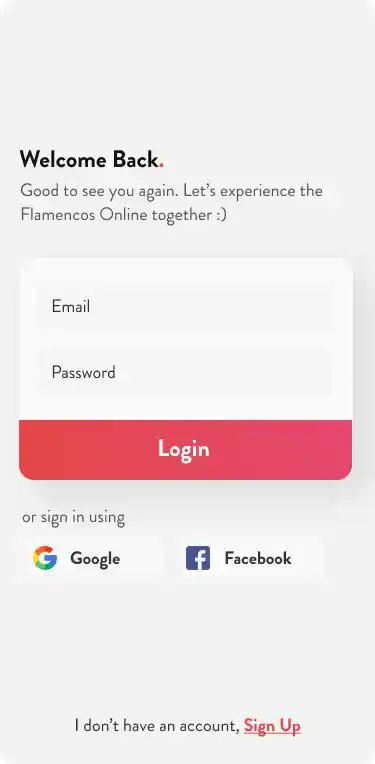 Welcome Back.
Good to see you again. Let's experience the
Flamencos Online together :)
Email
Password
Login
or sign in using
Google
Facebook
I don't have an account, Sign Up